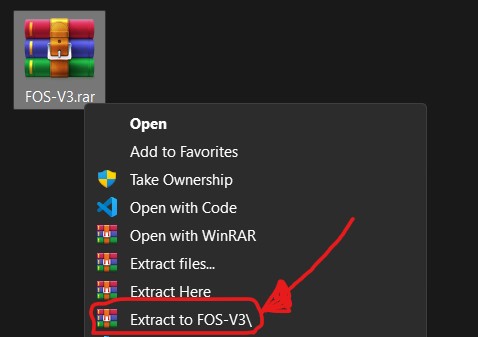 FOS-V3.rar
Open
Add to Favorites
Take Ownership
Open with Code
Open with WinRAR
Extract files...
Extract Here
Extract to FOS-V3\